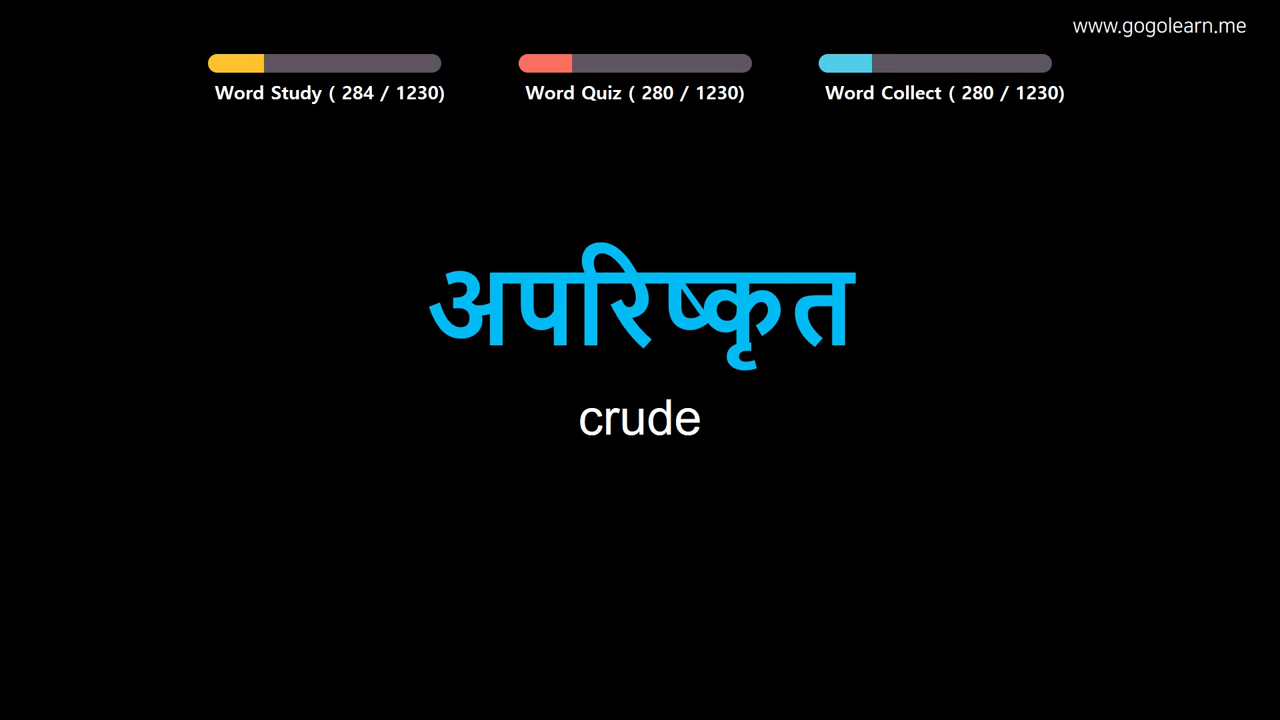 www.gogolearn.me
Word Study ( 284 / 1230)
Word Quiz ( 280 / 1230)
Word Collect ( 280 / 1230)
अपरिष्कृत
crude